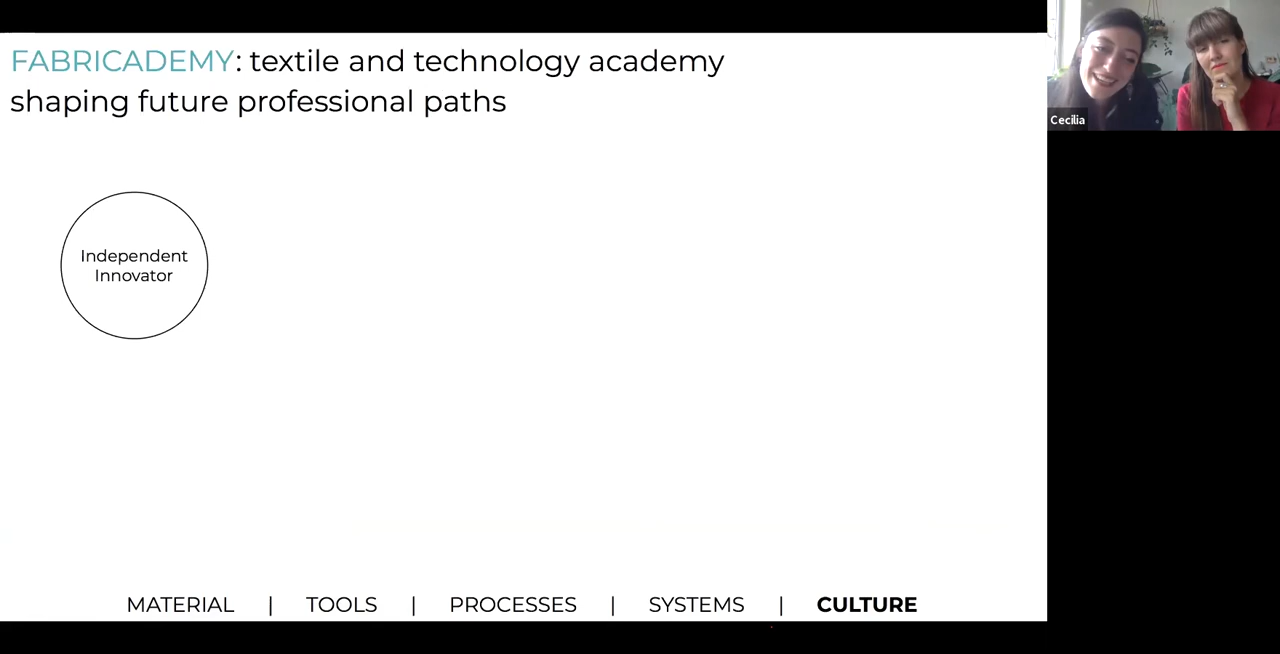 FABRICADEMY: textile and technology academy
shaping future professional paths
Cecilia
Independent
Innovator
MATERIAL | TOOLS | PROCESSES | SYSTEMS | CULTURE